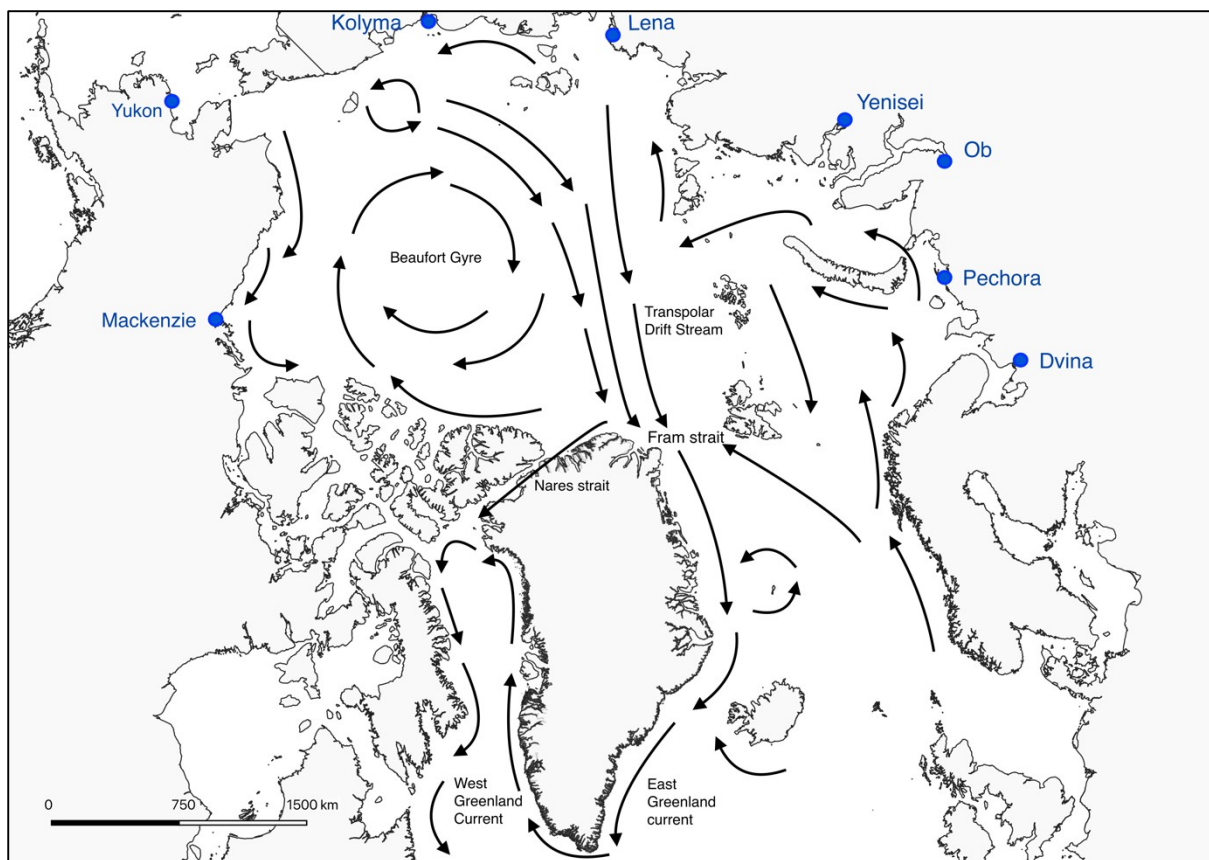 Kolyma
Lena
Yukon
Yenisei
Ob
Beaufort Gyre
Pechora
Mackenzie
Transpolar
Drift Stream
Dvina
Fram strait
Nares strait
West
Greenland
Current
East
Greenland
current
0 750 1500 km